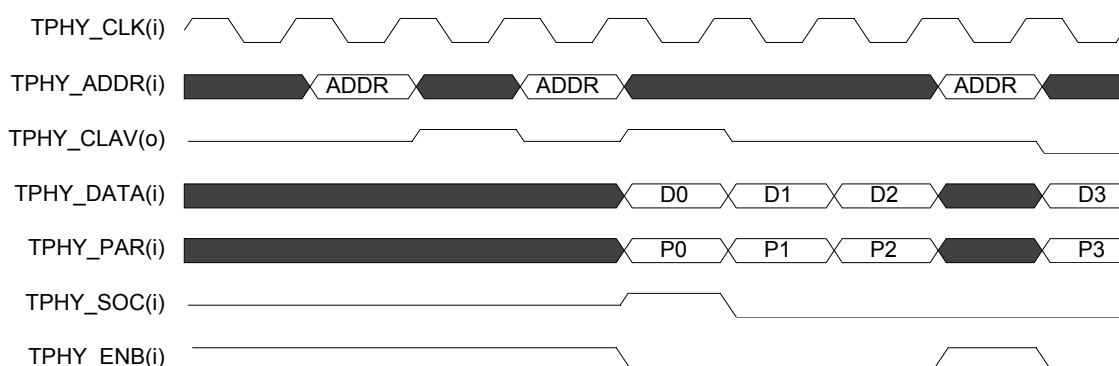 TPHY_CLK(i)
TPHY_ADDR(i) ADDR ADDR ADDR
TPHY_CLAV(o)
TPHY_DATA(i) D0 D1 D2 D3
TPHY_PAR(i) P0 P1 P2 P3
TPHY_SOC(i)
TPHY_ENB(i)